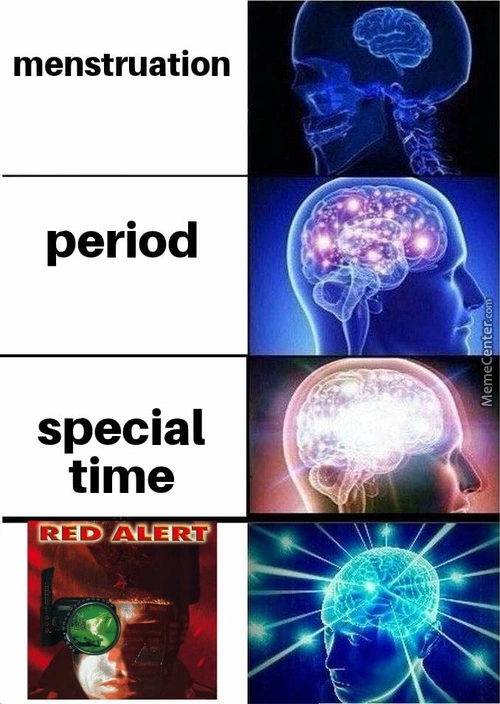 menstruation
period
MemeCenter.com
special
time
RED ALERT